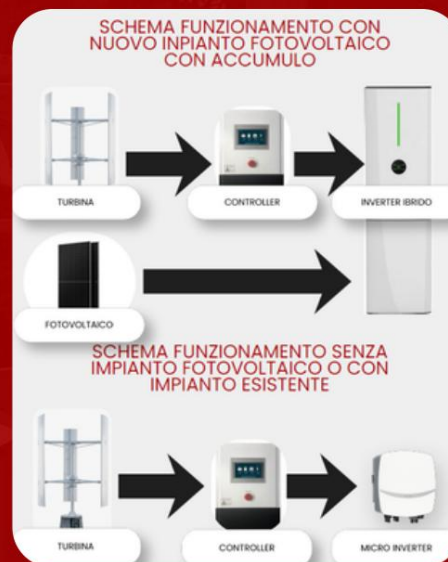 SCHEMA FUNZIONAMENTO CON
NUOVO INPIANTO FOTOVOLTAICO
CON ACCUMULO
TURBINA
CONTROLLER
INVERTER IBRIDO
FOTOVOLTAICO
SCHEMA FUNZIONAMENTO SENZA
IMPIANTO FOTOVOLTAICO O CON
IMPIANTO ESISTENTE
TURBINA
CONTROLLER
MICRO INVERTER